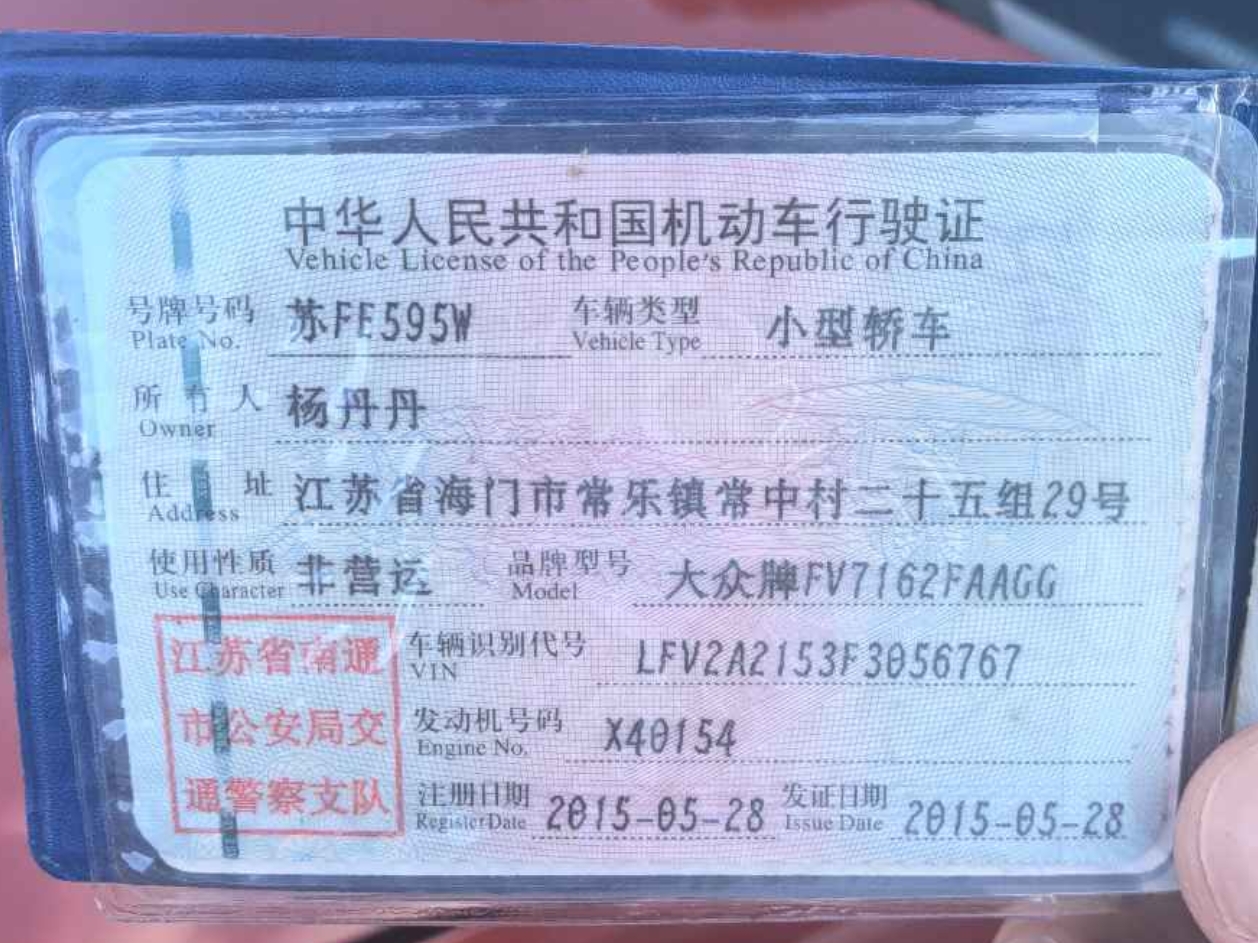 中华人民共和国机动车行驶证
Vehicle License of the People's Republic of China
号牌号码 苏FE595W 车辆类型 小型轿车
Plate No. Vehicle Type
所有人 杨丹丹
Owner
住址 江苏省海门市常乐镇常中村二十五组29号
Address
使用性质 非营运 品牌型号 大众牌FV7162FAAGG
Use Character Model
江苏省南通
市公安局交
通警察支队
车辆识别代号 LFV2A2153F3056767
VIN
发动机号码 X40154
Engine No.
注册日期 2015-05-28 发证日期 2015-05-28
Register Date Issue Date